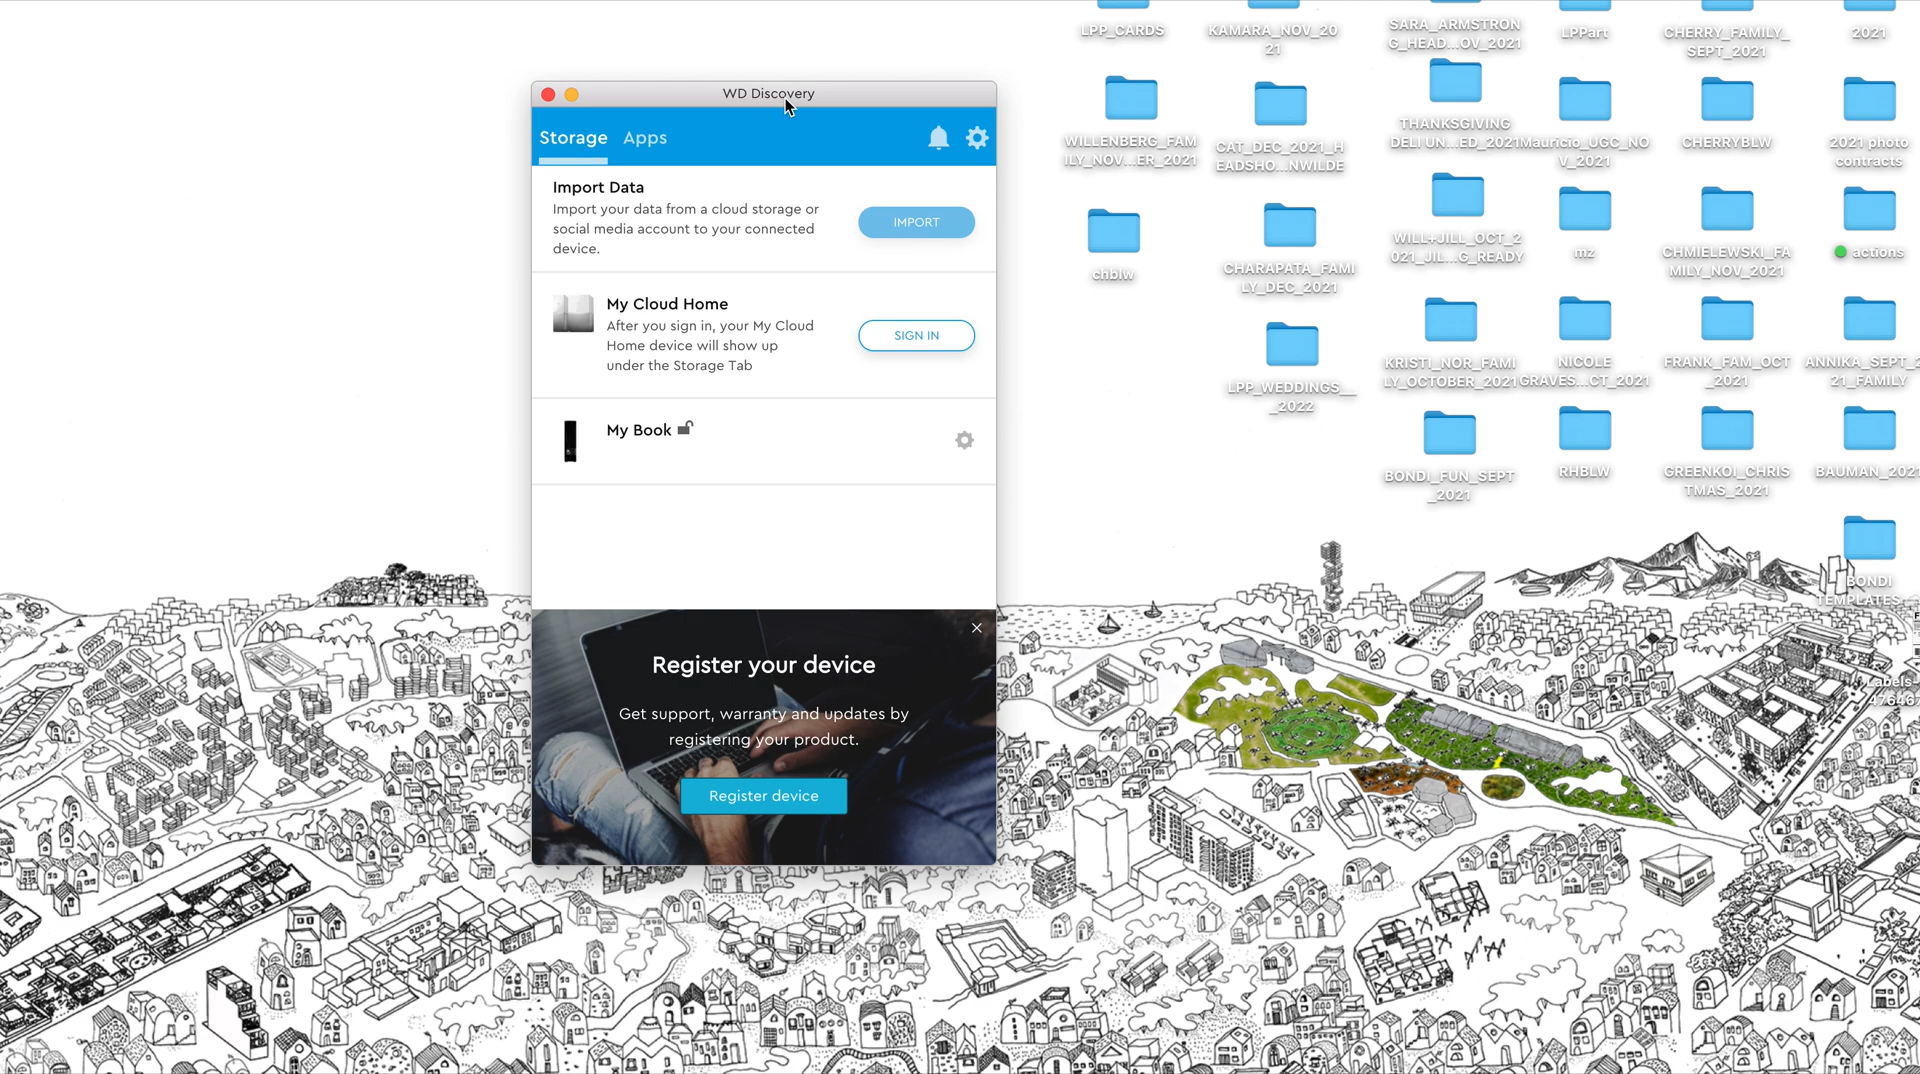 WD Discovery
Storage Apps
Import Data
Import your data from a cloud storage or
social media account to your connected
device.
IMPORT
My Cloud Home
After you sign in, your My Cloud
Home device will show up
under the Storage Tab
SIGN IN
My Book
Register your device
Get support, warranty and updates by
registering your product.
Register device
LPP_CARDS
WILLENBERG_FAM
ILY_NOV...ER_2021
chblw
KAMARA_NOV_20
21
CAT_DEC_2021_H
EADSHO...NWILDE
CHARAPATA_FAMI
LY_DEC_2021
LPP_WEDDINGS__
_2022
SARA_ARMSTRON
G_HEAD...OV_2021
THANKSGIVING
DELI UN...ED_2021
WILL+JILL_OCT_2
021_JIL...G_READY
KRISTI_NOR_FAMI
LY_OCTOBER_2021
BONDI_FUN_SEPT
_2021
LPPart
Mauricio_UGC_NO
V_2021
mz
NICOLE
GRAVES...CT_2021
RHBLW
CHERRY_FAMILY_
SEPT_2021
CHERRYBLW
CHMIELEWSKI_FA
MILY_NOV_2021
FRANK_FAM_OCT
_2021
GREENKOI_CHRIS
TMAS_2021
2021
2021 photo
contracts
actions
ANNIKA_SEPT_2
21_FAMILY
BAUMAN_2021
BONDI
TEMPLATES
Labels-
476467